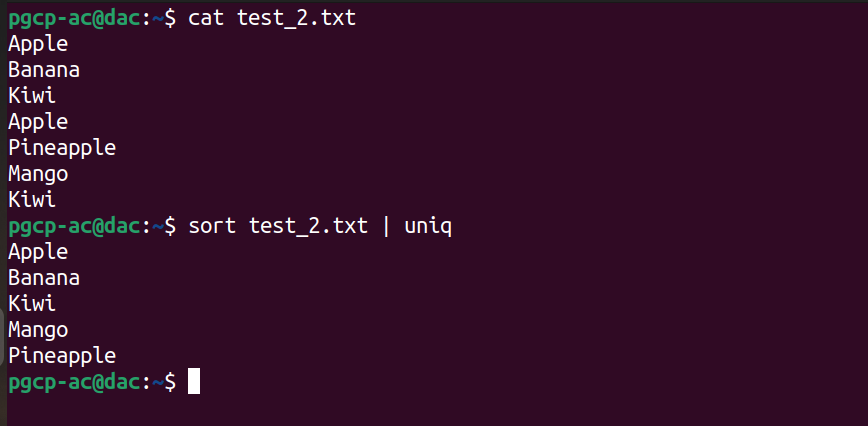 pgcp-ac@dac:~$ cat test_2.txt
Apple
Banana
Kiwi
Apple
Pineapple
Mango
Kiwi
pgcp-ac@dac:~$ sort test_2.txt | uniq
Apple
Banana
Kiwi
Mango
Pineapple
pgcp-ac@dac:~$